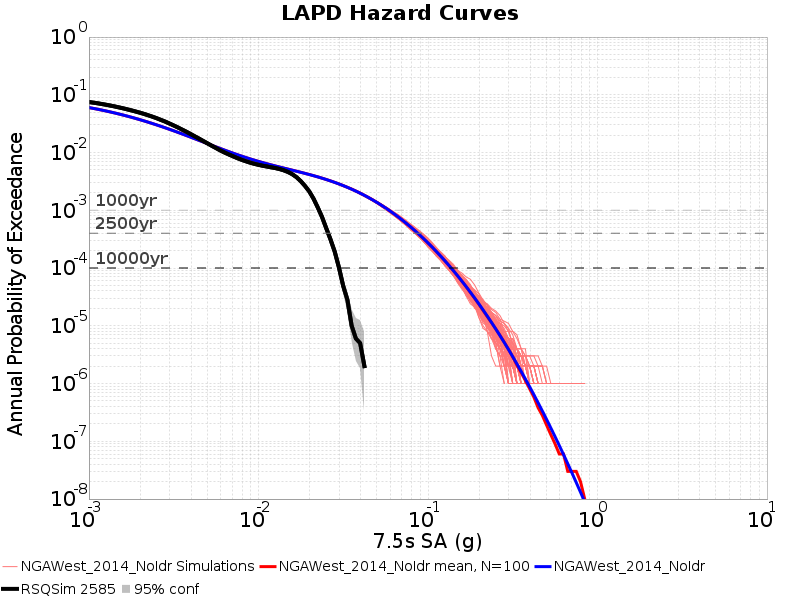 LAPD Hazard Curves
Annual Probability of Exceedance
10^0
10^-1
10^-2
10^-3
10^-4
10^-5
10^-6
10^-7
10^-8
1000yr
2500yr
10000yr
10^-3 10^-2 10^-1 10^0 10^1
7.5s SA (g)
NGAWest_2014_NoIdr Simulations NGAWest_2014_NoIdr mean, N=100 NGAWest_2014_NoIdr
RSQSim 2585 95% conf